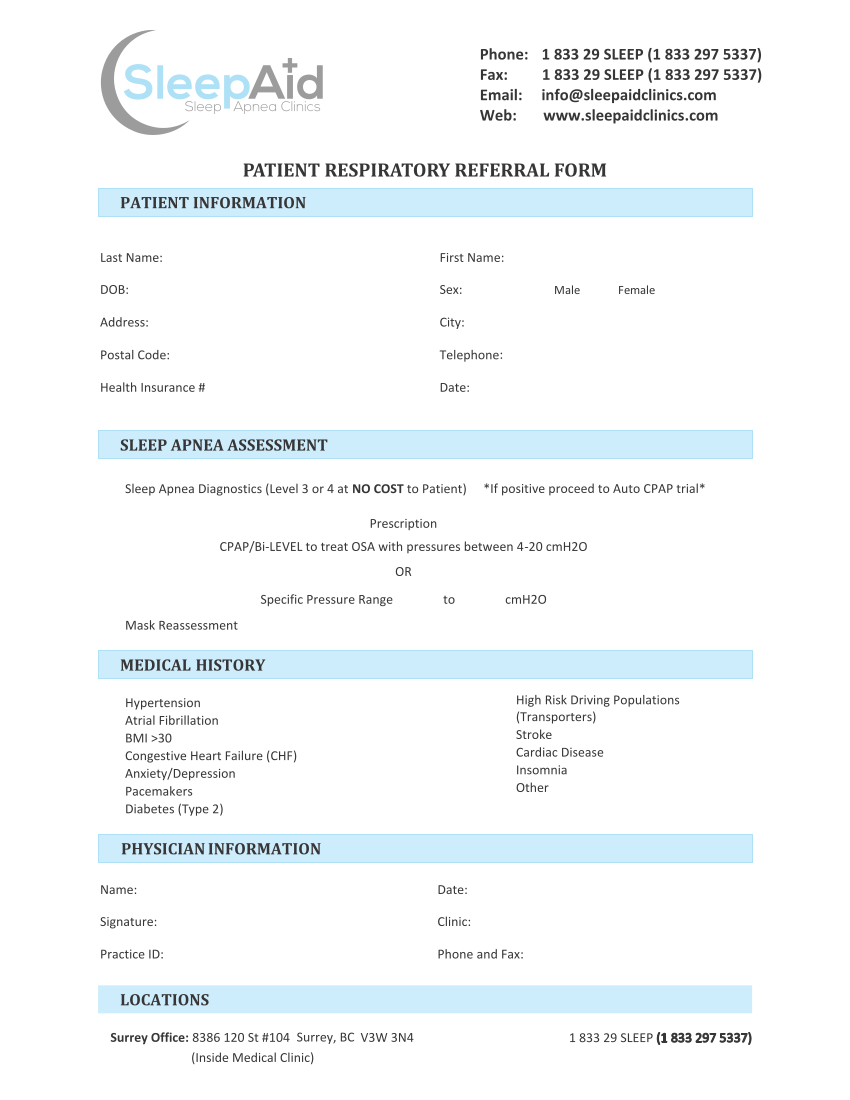 SleepAid
Sleep Apnea Clinics
Phone: 1 833 29 SLEEP (1 833 297 5337)
Fax: 1 833 29 SLEEP (1 833 297 5337)
Email: info@sleepaidclinics.com
Web: www.sleepaidclinics.com
PATIENT RESPIRATORY REFERRAL FORM
PATIENT INFORMATION
Last Name: First Name:
DOB: Sex: Male Female
Address: City:
Postal Code: Telephone:
Health Insurance # Date:
SLEEP APNEA ASSESSMENT
Sleep Apnea Diagnostics (Level 3 or 4 at NO COST to Patient) *If positive proceed to Auto CPAP trial*
Prescription
CPAP/Bi-LEVEL to treat OSA with pressures between 4-20 cmH2O
OR
Specific Pressure Range to cmH2O
Mask Reassessment
MEDICAL HISTORY
Hypertension
Atrial Fibrillation
BMI >30
Congestive Heart Failure (CHF)
Anxiety/Depression
Pacemakers
Diabetes (Type 2)
High Risk Driving Populations
(Transporters)
Stroke
Cardiac Disease
Insomnia
Other
PHYSICIAN INFORMATION
Name: Date:
Signature: Clinic:
Practice ID: Phone and Fax:
LOCATIONS
Surrey Office: 8386 120 St #104 Surrey, BC V3W 3N4 1 833 29 SLEEP (1 833 297 5337)
(Inside Medical Clinic)